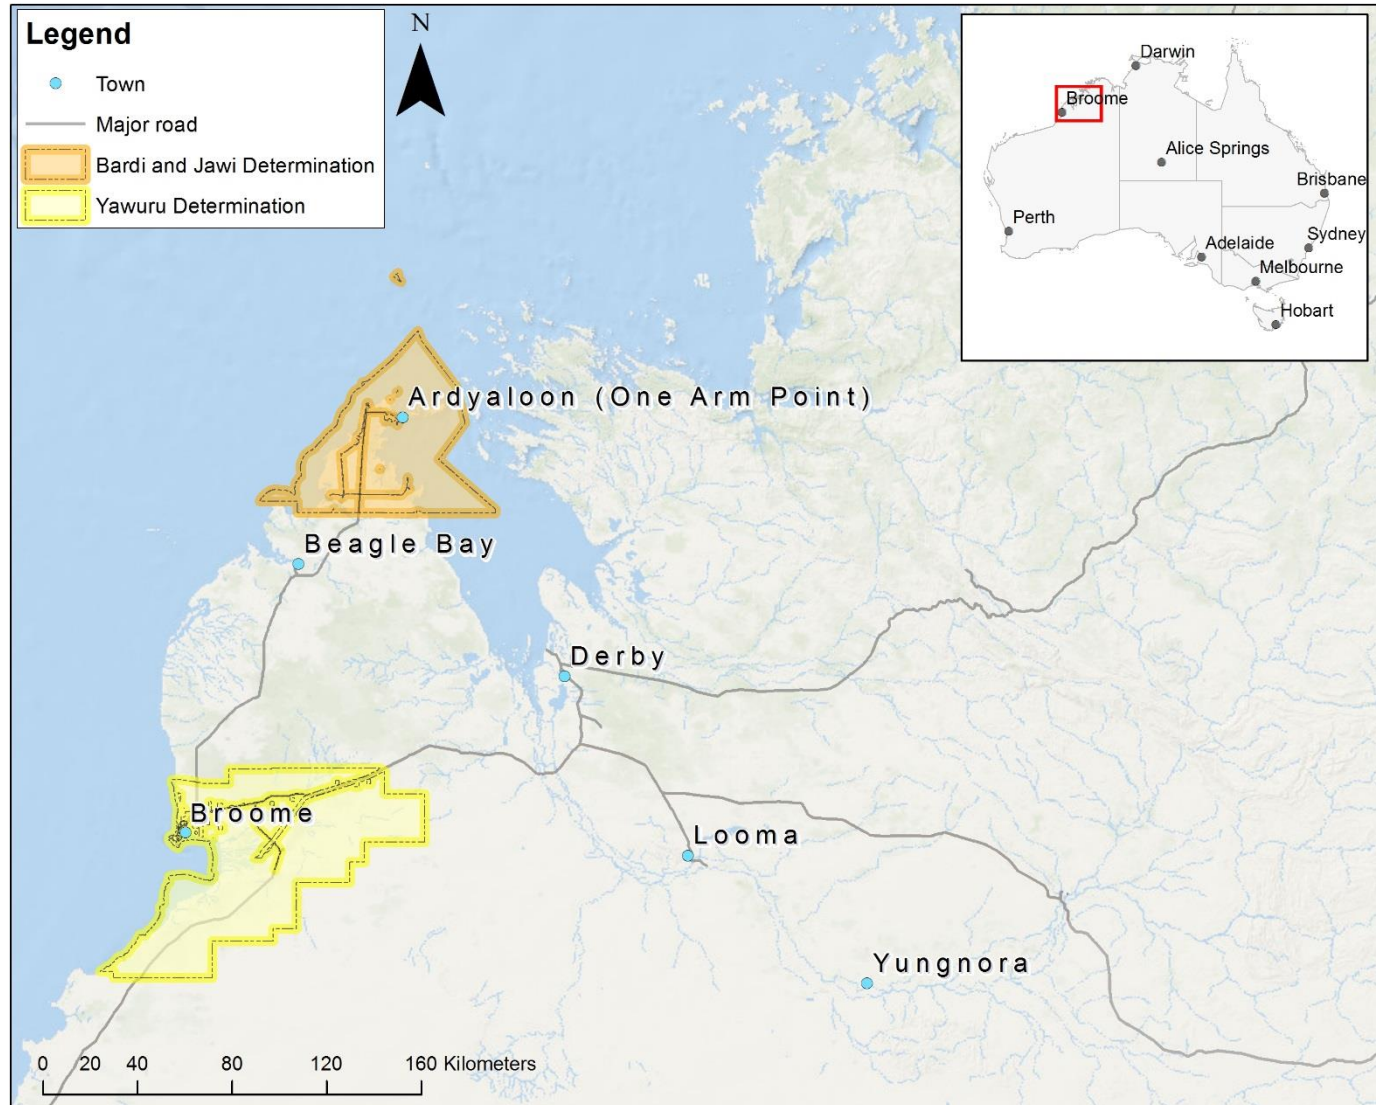 Legend
Town
Major road
Bardi and Jawi Determination
Yawuru Determination
N
Darwin
Broome
Alice Springs
Brisbane
Perth
Sydney
Adelaide
Melbourne
Hobart
Ardyaloon (One Arm Point)
Beagle Bay
Derby
Broome
Looma
Yungnora
0 20 40 80 120 160 Kilometers